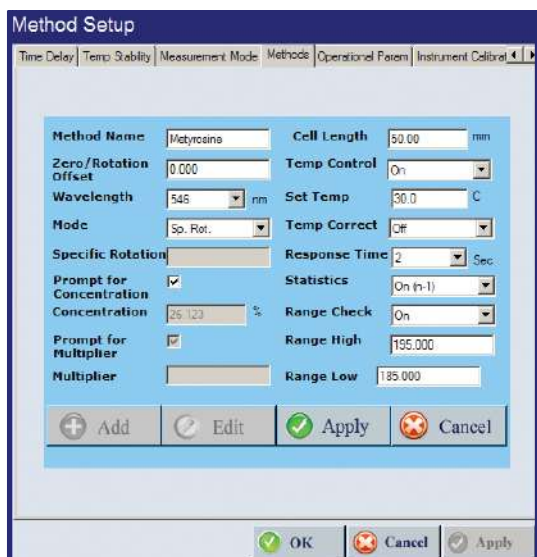 Method Setup
Time Delay Temp Stability Measurement Mode Methods Operational Param Instrument Calibrat
Method Name Metyrosine Cell Length 50.00 mm
Zero/Rotation Offset 0.000 Temp Control On
Wavelength 546 nm Set Temp 30.0 C
Mode Sp. Rot. Temp Correct Off
Specific Rotation Response Time 2 Sec
Prompt for Concentration Statistics On (n-1)
Concentration 26.123 % Range Check On
Prompt for Multiplier Range High 195.000
Multiplier Range Low 185.000
Add Edit Apply Cancel
OK Cancel Apply